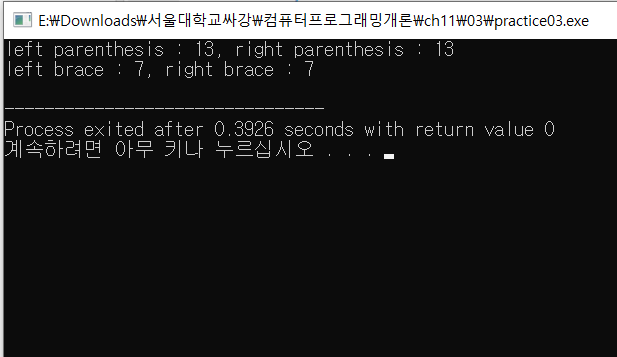 E:₩Downloads₩서울대학교싸강₩컴퓨터프로그래밍개론₩ch11₩03₩practice03.exe
left parenthesis : 13, right parenthesis : 13
left brace : 7, right brace : 7
--------------------------------
Process exited after 0.3926 seconds with return value 0
계속하려면 아무 키나 누르십시오 . . .